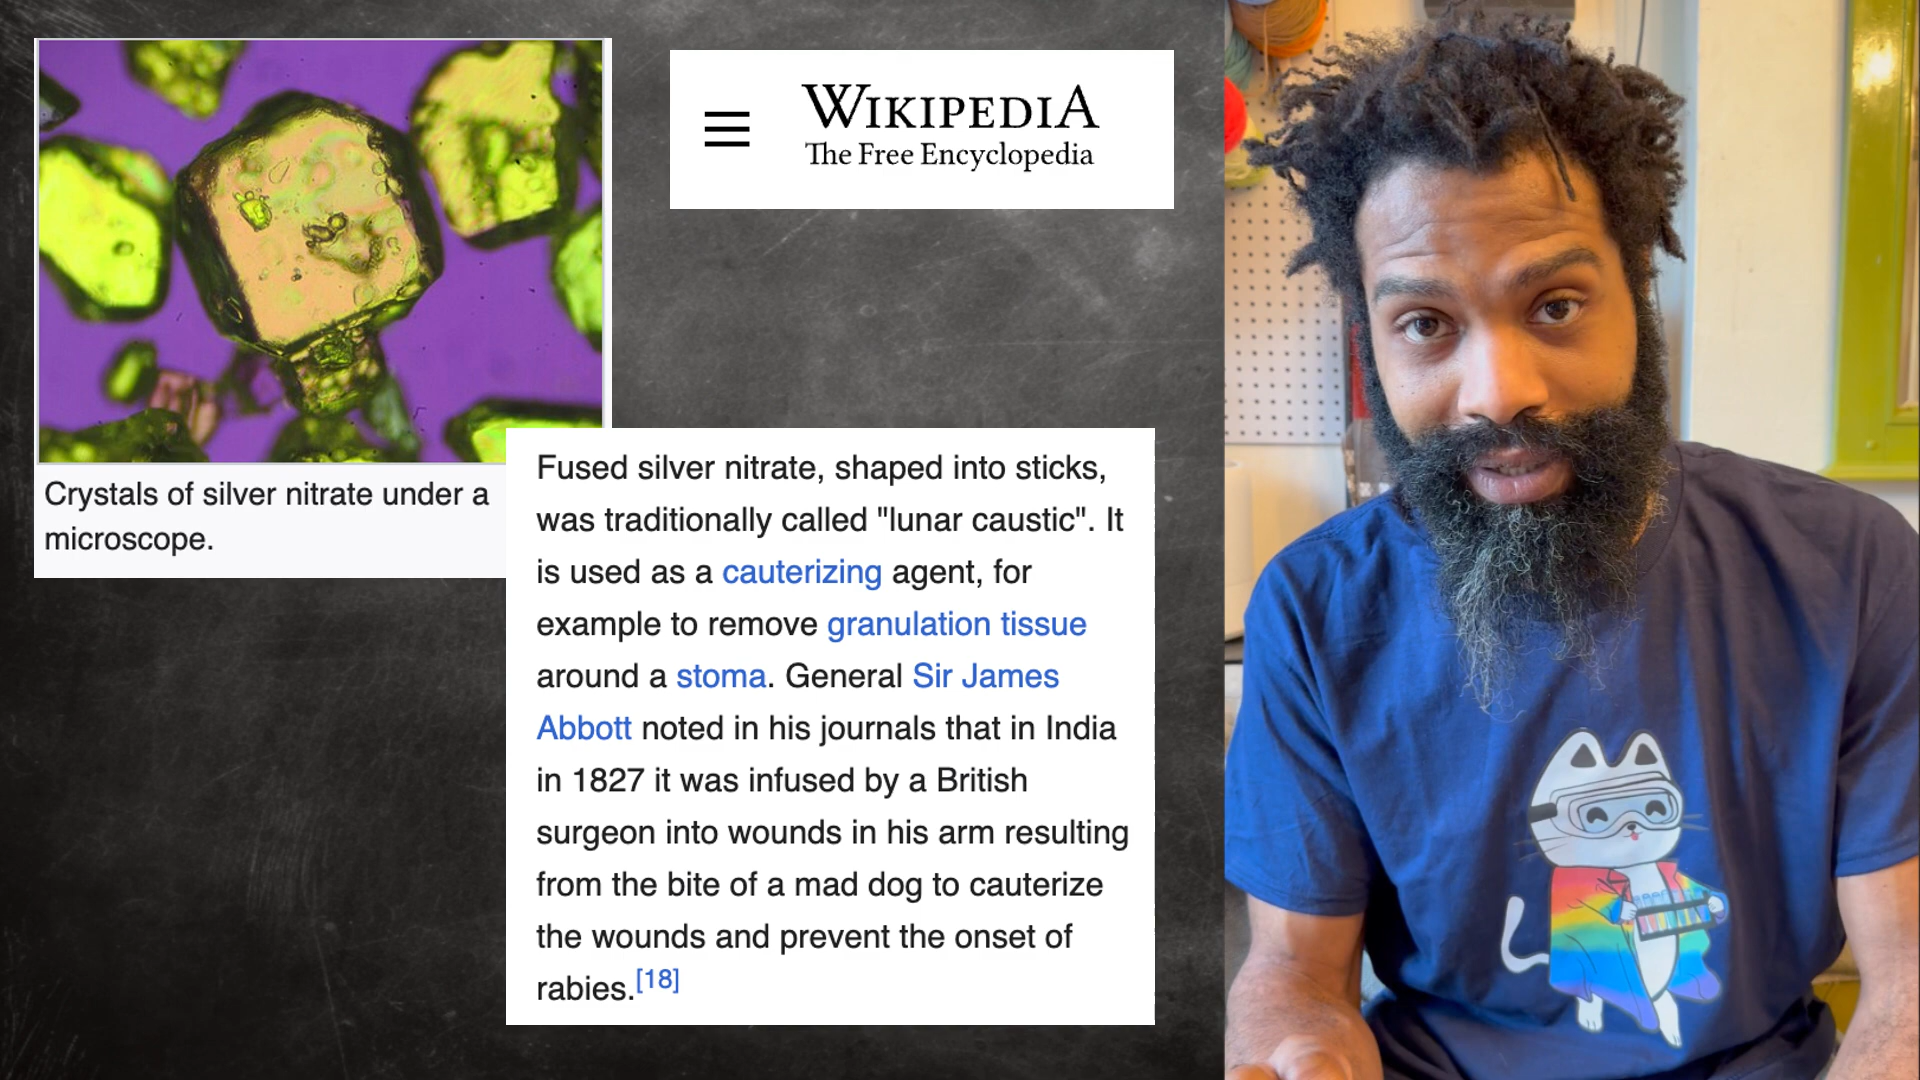 WIKIPEDIA
The Free Encyclopedia
Crystals of silver nitrate under a
microscope.
Fused silver nitrate, shaped into sticks,
was traditionally called "lunar caustic". It
is used as a cauterizing agent, for
example to remove granulation tissue
around a stoma. General Sir James
Abbott noted in his journals that in India
in 1827 it was infused by a British
surgeon into wounds in his arm resulting
from the bite of a mad dog to cauterize
the wounds and prevent the onset of
rabies.[18]